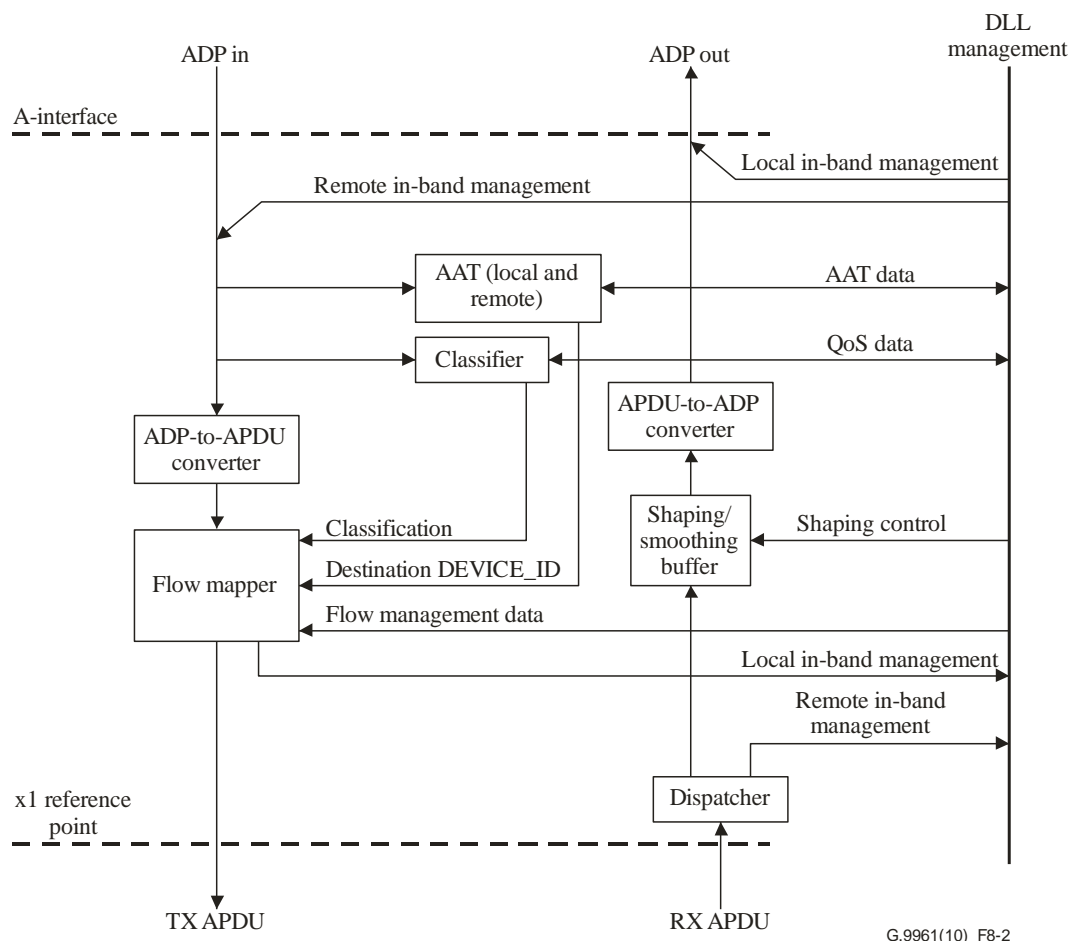 DLL
management
ADP in
ADP out
A-interface
Local in-band management
Remote in-band management
AAT (local and
remote)
AAT data
Classifier
QoS data
ADP-to-APDU
converter
APDU-to-ADP
converter
Classification
Shaping/
smoothing
buffer
Shaping control
Flow mapper
Destination DEVICE_ID
Flow management data
Local in-band management
Remote in-band
management
Dispatcher
x1 reference
point
TX APDU
RX APDU
G.9961(10)_F8-2